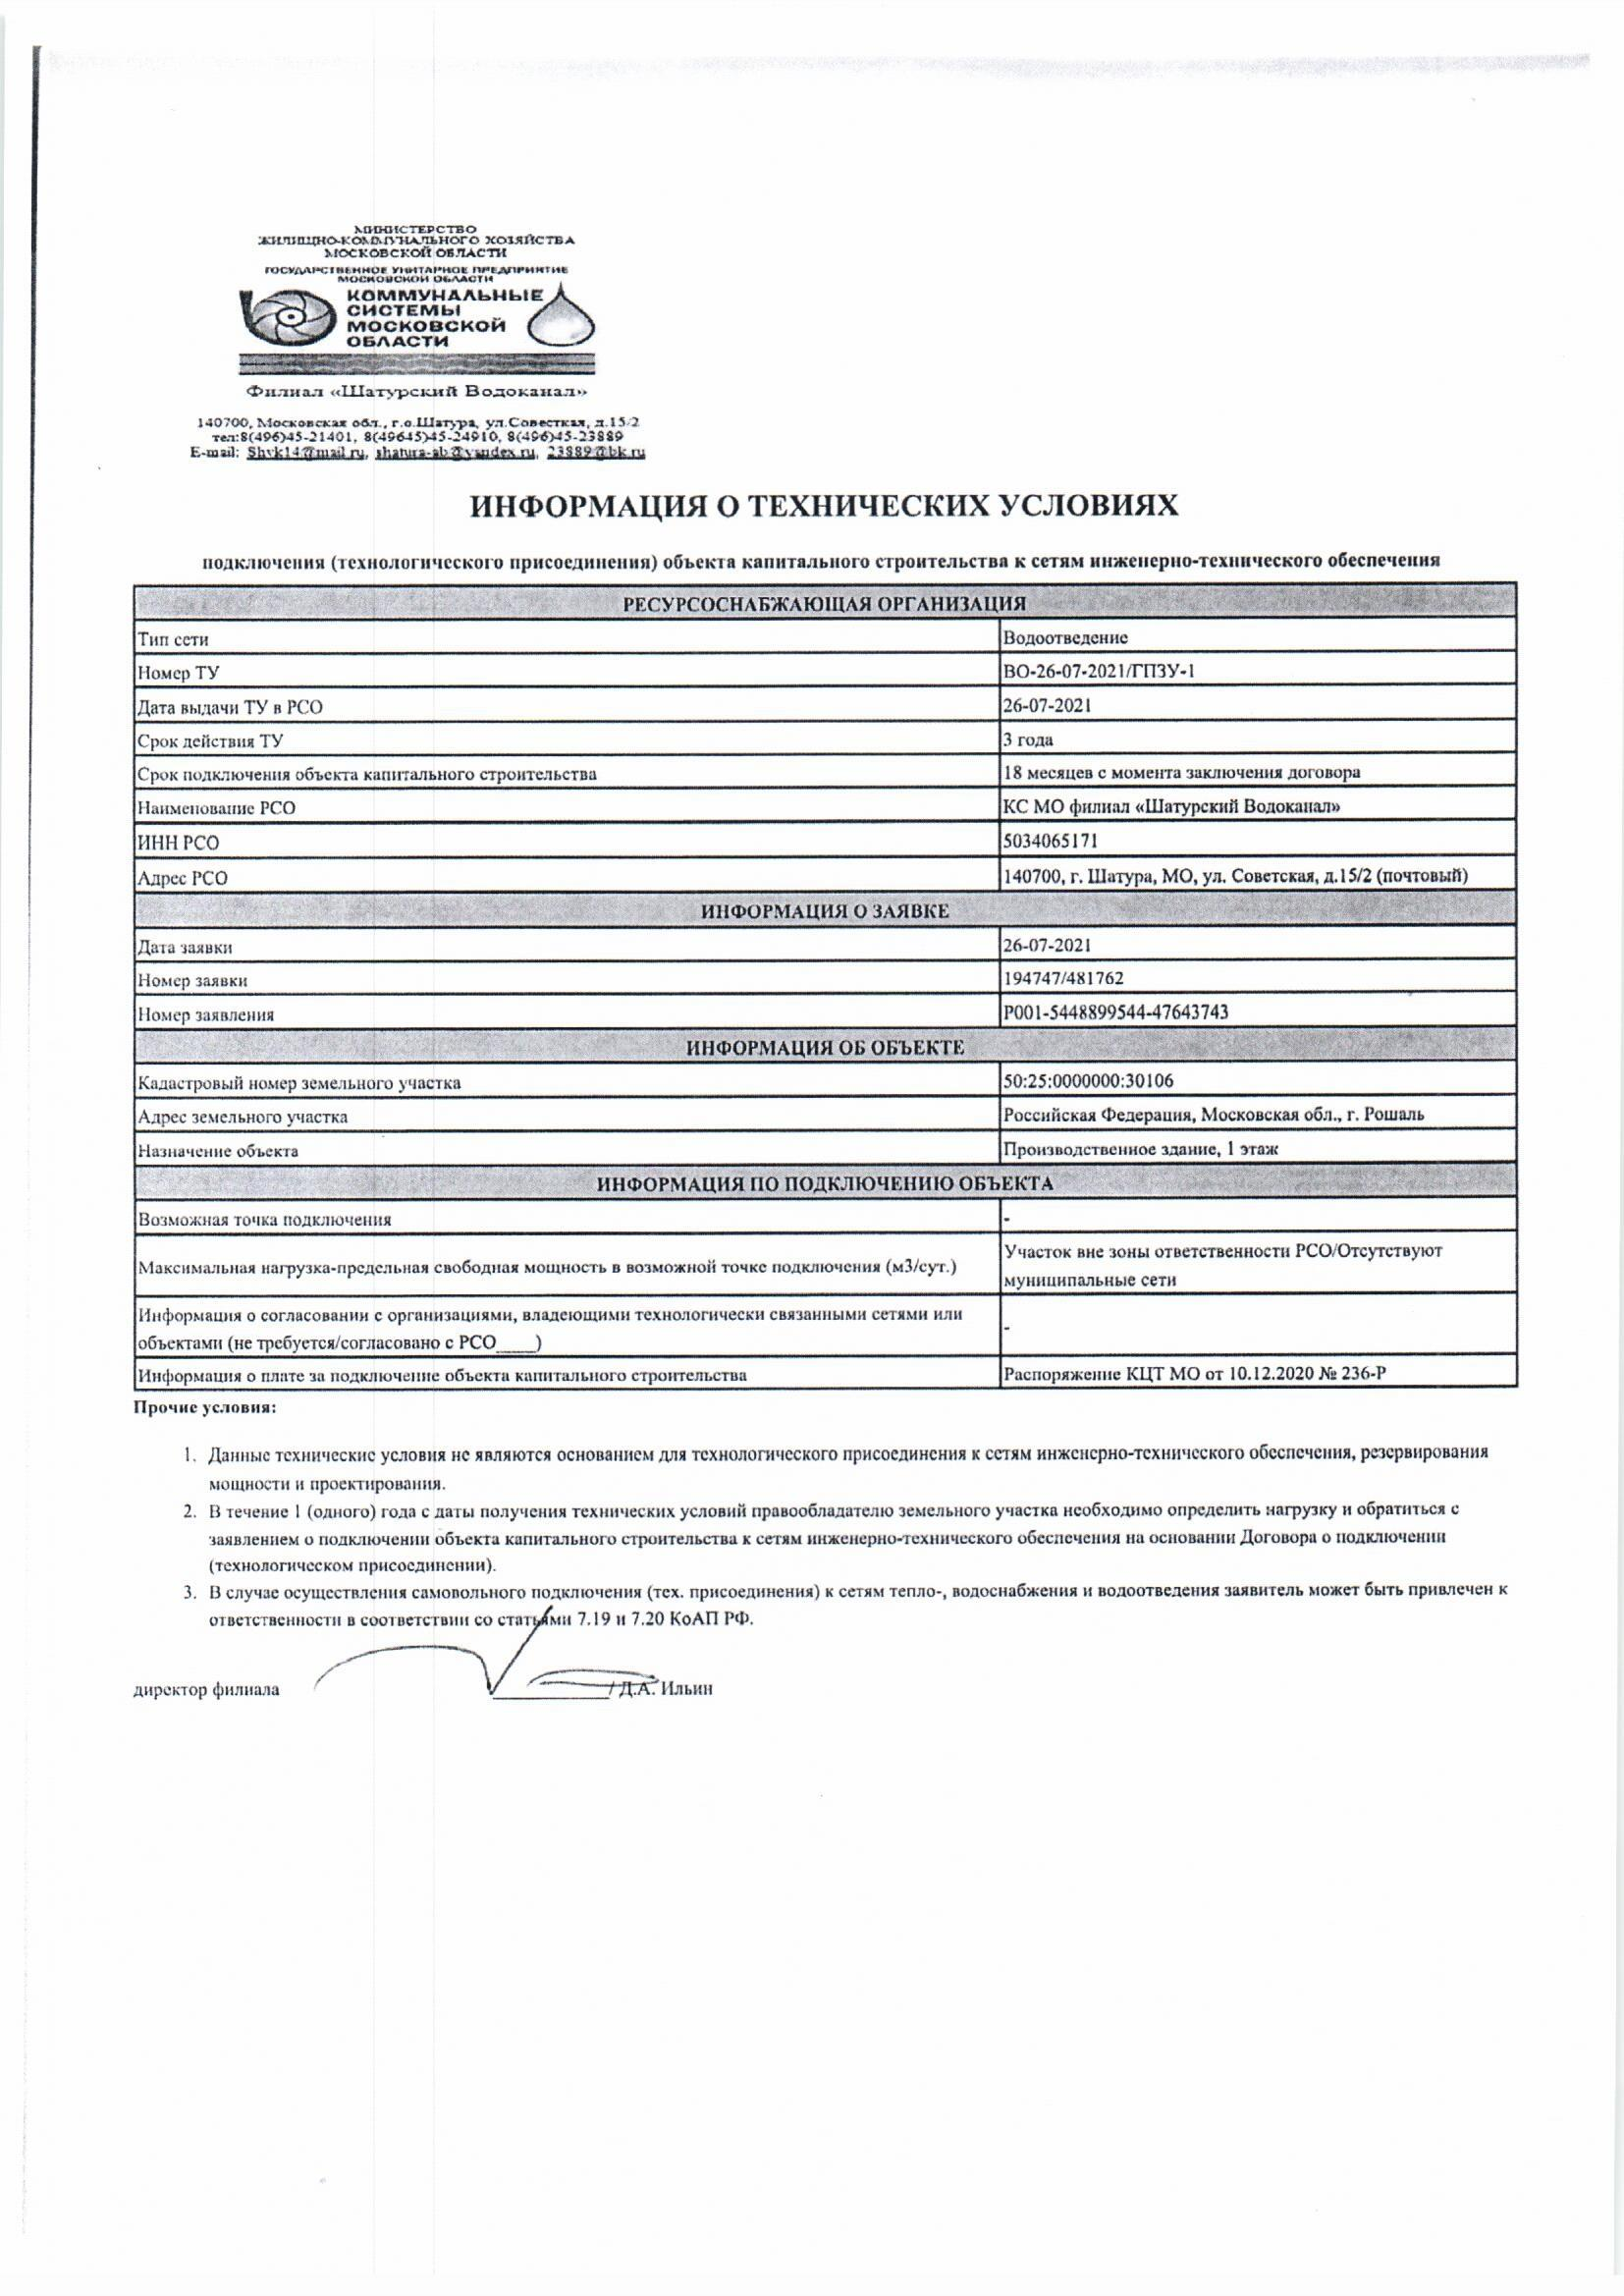 МИНИСТЕРСТВО
ЖИЛИЩНО-КОММУНАЛЬНОГО ХОЗЯЙСТВА
МОСКОВСКОЙ ОБЛАСТИ
ГОСУДАРСТВЕННОЕ УНИТАРНОЕ ПРЕДПРИЯТИЕ
МОСКОВСКОЙ ОБЛАСТИ
КОММУНАЛЬНЫЕ
СИСТЕМЫ
МОСКОВСКОЙ
ОБЛАСТИ
Филиал «Шатурский Водоканал»
140700, Московская обл., г.о.Шатура, ул.Совесткая, д.15/2
тел:8(496)45-21401, 8(49645)45-24910, 8(496)45-23889
E-mail: Shvk14@mail.ru, shatura-ab@yandex.ru, 23889@bk.ru
ИНФОРМАЦИЯ О ТЕХНИЧЕСКИХ УСЛОВИЯХ
подключения (технологического присоединения) объекта капитального строительства к сетям инженерно-технического обеспечения
РЕСУРСОСНАБЖАЮЩАЯ ОРГАНИЗАЦИЯ
Тип сети Водоотведение
Номер ТУ ВО-26-07-2021/ГПЗУ-1
Дата выдачи ТУ в РСО 26-07-2021
Срок действия ТУ 3 года
Срок подключения объекта капитального строительства 18 месяцев с момента заключения договора
Наименование РСО КС МО филиал «Шатурский Водоканал»
ИНН РСО 5034065171
Адрес РСО 140700, г. Шатура, МО, ул. Советская, д.15/2 (почтовый)
ИНФОРМАЦИЯ О ЗАЯВКЕ
Дата заявки 26-07-2021
Номер заявки 194747/481762
Номер заявления P001-5448899544-47643743
ИНФОРМАЦИЯ ОБ ОБЪЕКТЕ
Кадастровый номер земельного участка 50:25:0000000:30106
Адрес земельного участка Российская Федерация, Московская обл., г. Рошаль
Назначение объекта Производственное здание, 1 этаж
ИНФОРМАЦИЯ ПО ПОДКЛЮЧЕНИЮ ОБЪЕКТА
Возможная точка подключения -
Максимальная нагрузка-предельная свободная мощность в возможной точке подключения (м3/сут.) Участок вне зоны ответственности РСО/Отсутствуют
муниципальные сети
Информация о согласовании с организациями, владеющими технологически связанными сетями или
объектами (не требуется/согласовано с РСО____) -
Информация о плате за подключение объекта капитального строительства Распоряжение КЦТ МО от 10.12.2020 № 236-Р
Прочие условия:
1. Данные технические условия не являются основанием для технологического присоединения к сетям инженерно-технического обеспечения, резервирования
мощности и проектирования.
2. В течение 1 (одного) года с даты получения технических условий правообладателю земельного участка необходимо определить нагрузку и обратиться с
заявлением о подключении объекта капитального строительства к сетям инженерно-технического обеспечения на основании Договора о подключении
(технологическом присоединении).
3. В случае осуществления самовольного подключения (тех. присоединения) к сетям тепло-, водоснабжения и водоотведения заявитель может быть привлечен к
ответственности в соответствии со статьями 7.19 и 7.20 КоАП РФ.
директор филиала ____________/ Д.А. Ильин